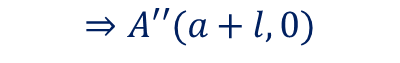 ⇒ A′′(a + l, 0)